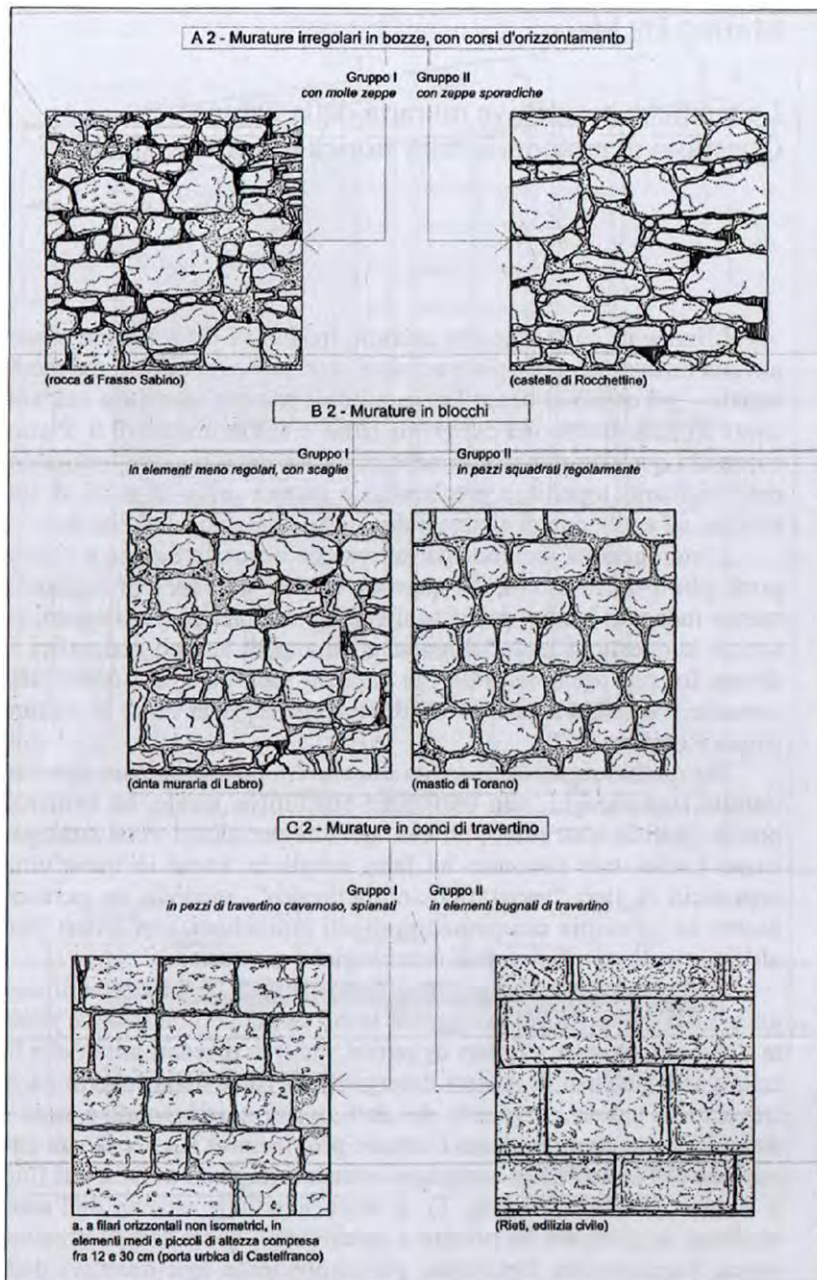 A 2 - Murature irregolari in bozze, con corsi d'orizzontamento
Gruppo I
con molte zeppe
Gruppo II
con zeppe sporadiche
(rocca di Frasso Sabino)
(castello di Rocchettine)
B 2 - Murature in blocchi
Gruppo I
in elementi meno regolari, con scaglie
Gruppo II
in pezzi squadrati regolarmente
(cinta muraria di Labro)
(mastio di Torano)
C 2 - Murature in conci di travertino
Gruppo I
in pezzi di travertino cavernoso, spianati
Gruppo II
in elementi bugnati di travertino
a. a filari orizzontali non isometrici, in
elementi medi e piccoli di altezza compresa
fra 12 e 30 cm (porta urbica di Castelfranco)
(Rieti, edilizia civile)